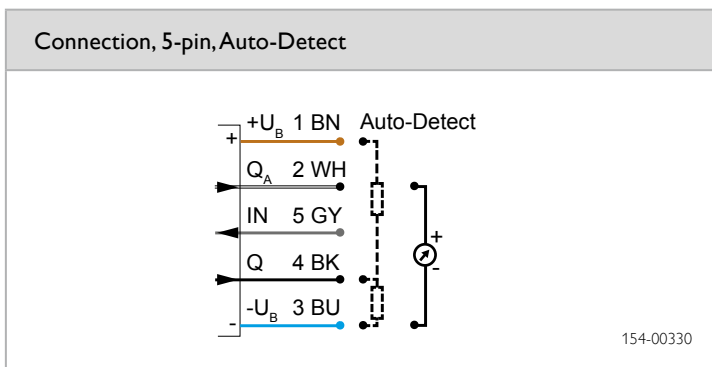 Connection, 5-pin, Auto-Detect
+U_B 1 BN Auto-Detect
+
Q_A 2 WH
IN 5 GY
+
Q 4 BK
-
-U_B 3 BU
-
154-00330